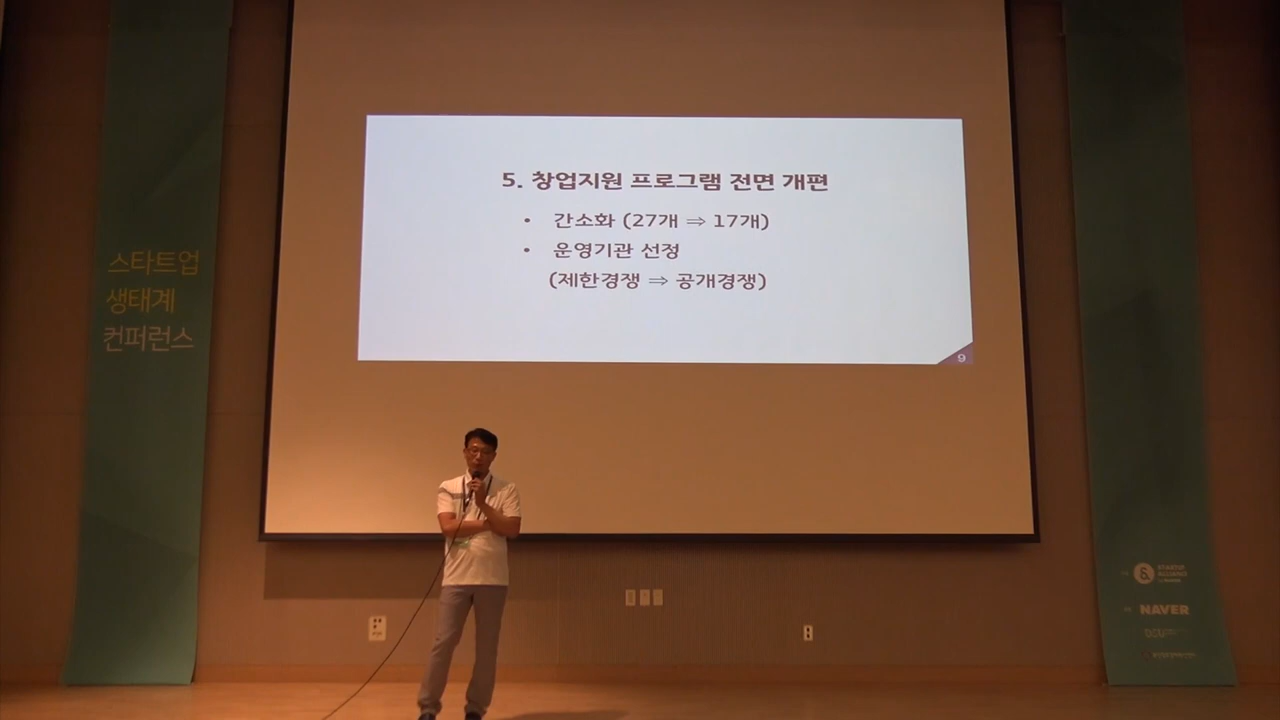 5. 창업지원 프로그램 전면 개편
• 간소화 (27개 ⇒ 17개)
• 운영기관 선정
(제한경쟁 ⇒ 공개경쟁)
9
스타트업
생태계
컨퍼런스
STARTUP
ALLIANCE
NAVER